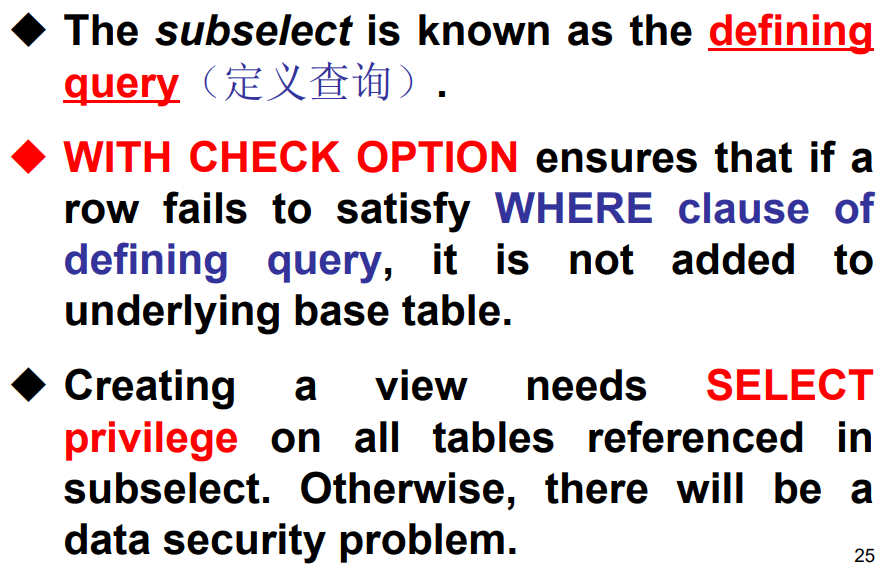 ◆ The subselect is known as the defining
query（定义查询）.
◆ WITH CHECK OPTION ensures that if a
row fails to satisfy WHERE clause of
defining query, it is not added to
underlying base table.
◆ Creating a view needs SELECT
privilege on all tables referenced in
subselect. Otherwise, there will be a
data security problem.
25